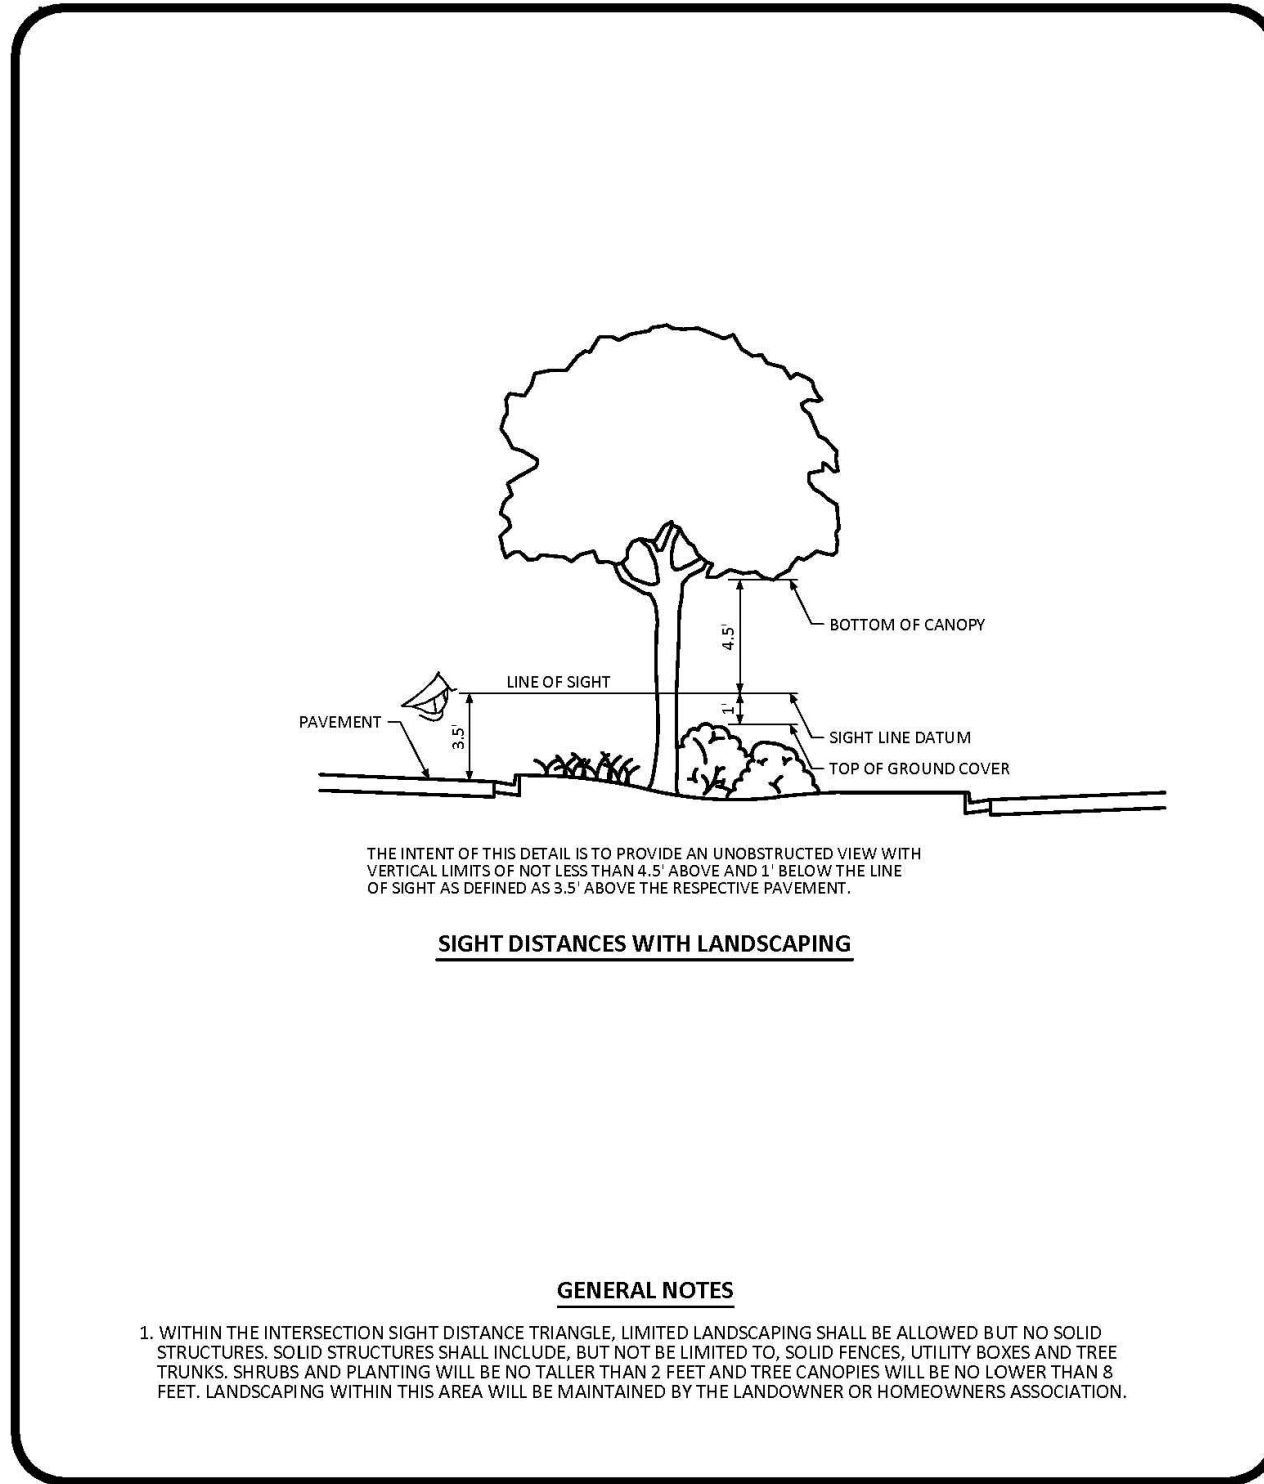 BOTTOM OF CANOPY
4.5'
LINE OF SIGHT
1'
PAVEMENT
3.5'
SIGHT LINE DATUM
TOP OF GROUND COVER
THE INTENT OF THIS DETAIL IS TO PROVIDE AN UNOBSTRUCTED VIEW WITH
VERTICAL LIMITS OF NOT LESS THAN 4.5' ABOVE AND 1' BELOW THE LINE
OF SIGHT AS DEFINED AS 3.5' ABOVE THE RESPECTIVE PAVEMENT.
SIGHT DISTANCES WITH LANDSCAPING
GENERAL NOTES
1. WITHIN THE INTERSECTION SIGHT DISTANCE TRIANGLE, LIMITED LANDSCAPING SHALL BE ALLOWED BUT NO SOLID
STRUCTURES. SOLID STRUCTURES SHALL INCLUDE, BUT NOT BE LIMITED TO, SOLID FENCES, UTILITY BOXES AND TREE
TRUNKS. SHRUBS AND PLANTING WILL BE NO TALLER THAN 2 FEET AND TREE CANOPIES WILL BE NO LOWER THAN 8
FEET. LANDSCAPING WITHIN THIS AREA WILL BE MAINTAINED BY THE LANDOWNER OR HOMEOWNERS ASSOCIATION.